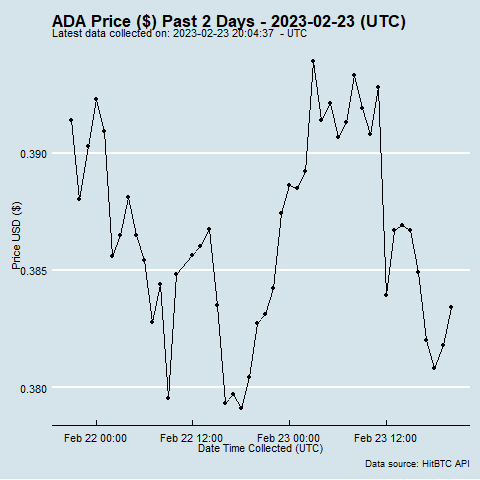 ADA Price ($) Past 2 Days - 2023-02-23 (UTC)
Latest data collected on: 2023-02-23 20:04:37  - UTC
Price USD ($)
0.390
0.385
0.380
Feb 22 00:00
Feb 22 12:00
Feb 23 00:00
Feb 23 12:00
Date Time Collected (UTC)
Data source: HitBTC API